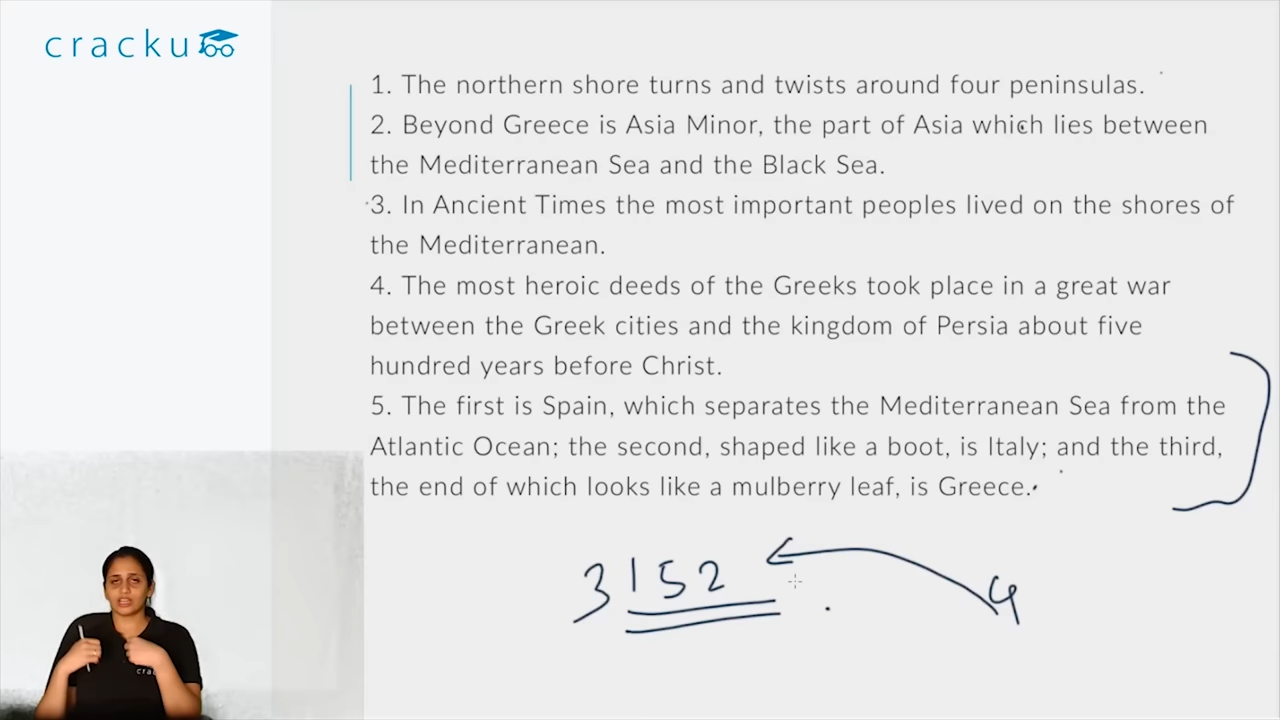 cracku
1. The northern shore turns and twists around four peninsulas.
2. Beyond Greece is Asia Minor, the part of Asia which lies between
the Mediterranean Sea and the Black Sea.
3. In Ancient Times the most important peoples lived on the shores of
the Mediterranean.
4. The most heroic deeds of the Greeks took place in a great war
between the Greek cities and the kingdom of Persia about five
hundred years before Christ.
5. The first is Spain, which separates the Mediterranean Sea from the
Atlantic Ocean; the second, shaped like a boot, is Italy; and the third,
the end of which looks like a mulberry leaf, is Greece.
3152 4